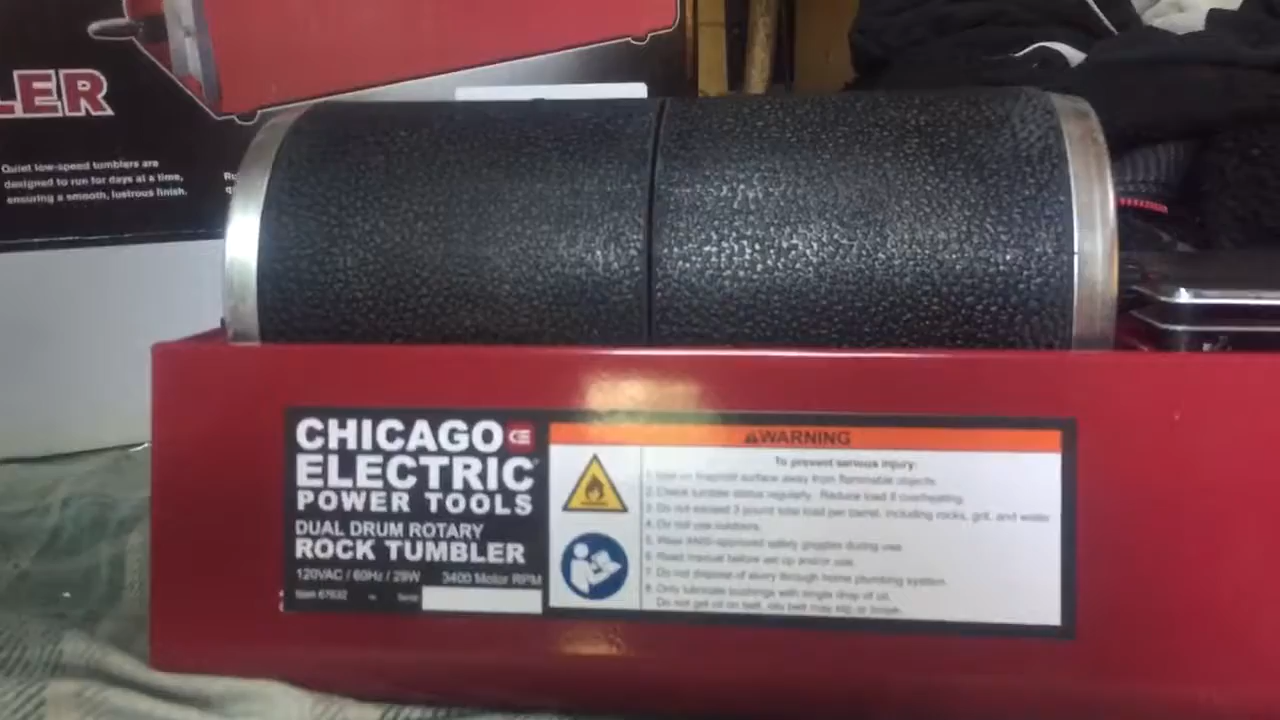 LER
Quiet low-speed tumblers are
designed to run for days at a time,
ensuring a smooth, lustrous finish.
CHICAGO CE
ELECTRIC
POWER TOOLS
DUAL DRUM ROTARY
ROCK TUMBLER
120VAC / 60Hz / 29W 3400 Motor RPM
Item 67632
WARNING
To prevent serious injury:
1. Use on fireproof surface away from flammable objects.
2. Check tumbler status regularly. Reduce load if overheating.
3. Do not exceed 3 pound total load per barrel, including rocks, grit, and water.
4. Do not use outdoors.
5. Wear ANSI-approved safety goggles during use.
6. Read manual before set up and/or use.
7. Do not dispose of slurry through home plumbing system.
8. Only lubricate bushings with single drop of oil.
Do not get oil on belt, belt may slip or break.